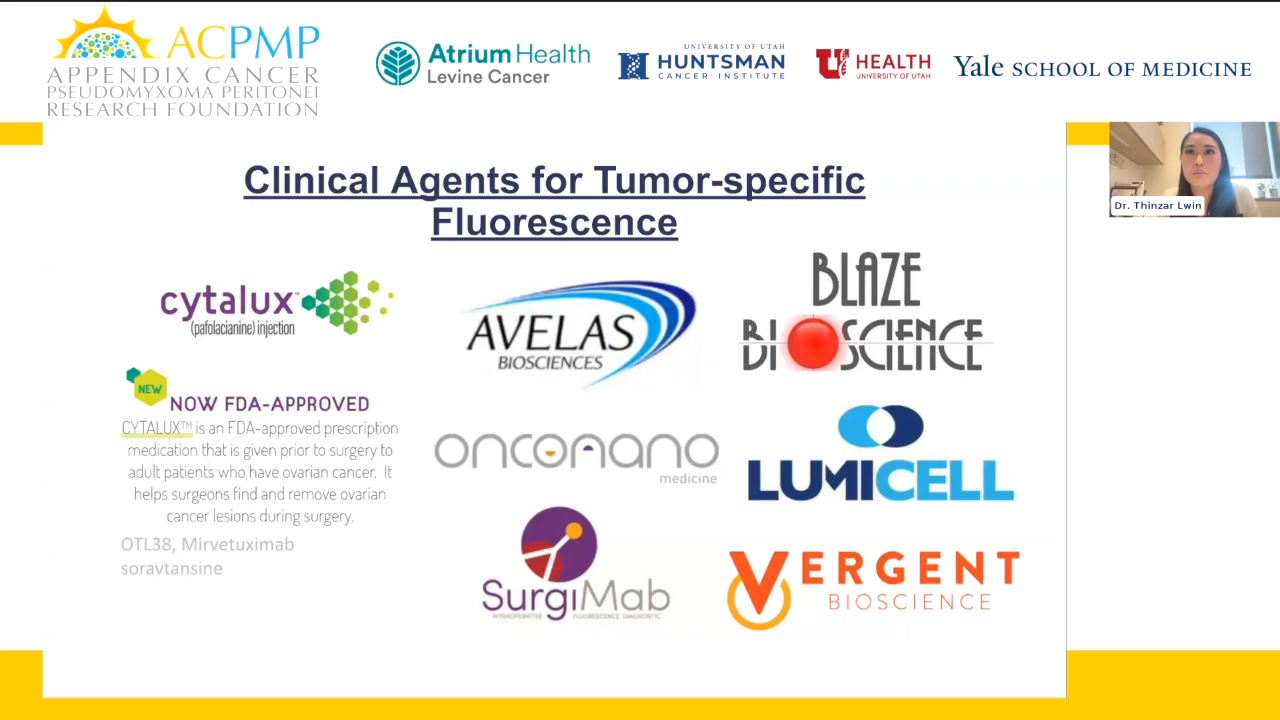 ACPMP
APPENDIX CANCER
PSEUDOMYXOMA PERITONEI
RESEARCH FOUNDATION
Atrium Health
Levine Cancer
UNIVERSITY OF UTAH
HUNTSMAN
CANCER INSTITUTE
U
HEALTH
UNIVERSITY OF UTAH
Yale SCHOOL OF MEDICINE
Dr. Thinzar Lwin
Clinical Agents for Tumor-specific
Fluorescence
cytalux™
(pafolacianine) injection
NEW
NOW FDA-APPROVED
CYTALUX™ is an FDA-approved prescription
medication that is given prior to surgery to
adult patients who have ovarian cancer. It
helps surgeons find and remove ovarian
cancer lesions during surgery.
OTL38, Mirvetuximab
soravtansine
AVELAS
BIOSCIENCES
BLAZE
BIOSCIENCE
onconano
medicine
LUMICELL
SurgiMab
INTRAOPERATIVE FLUORESCENCE DIAGNOSTIC
VERGENT
BIOSCIENCE